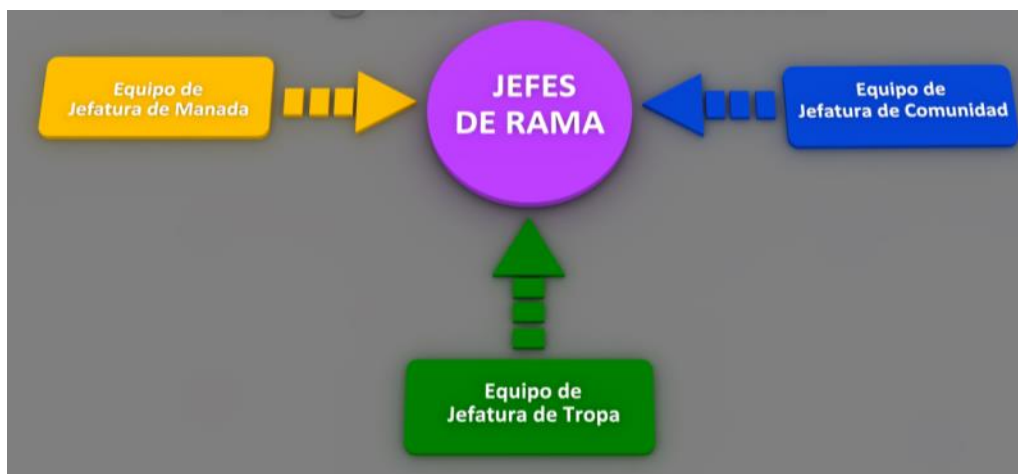 Equipo de
Jefatura de Manada
JEFES
DE RAMA
Equipo de
Jefatura de Comunidad
Equipo de
Jefatura de Tropa